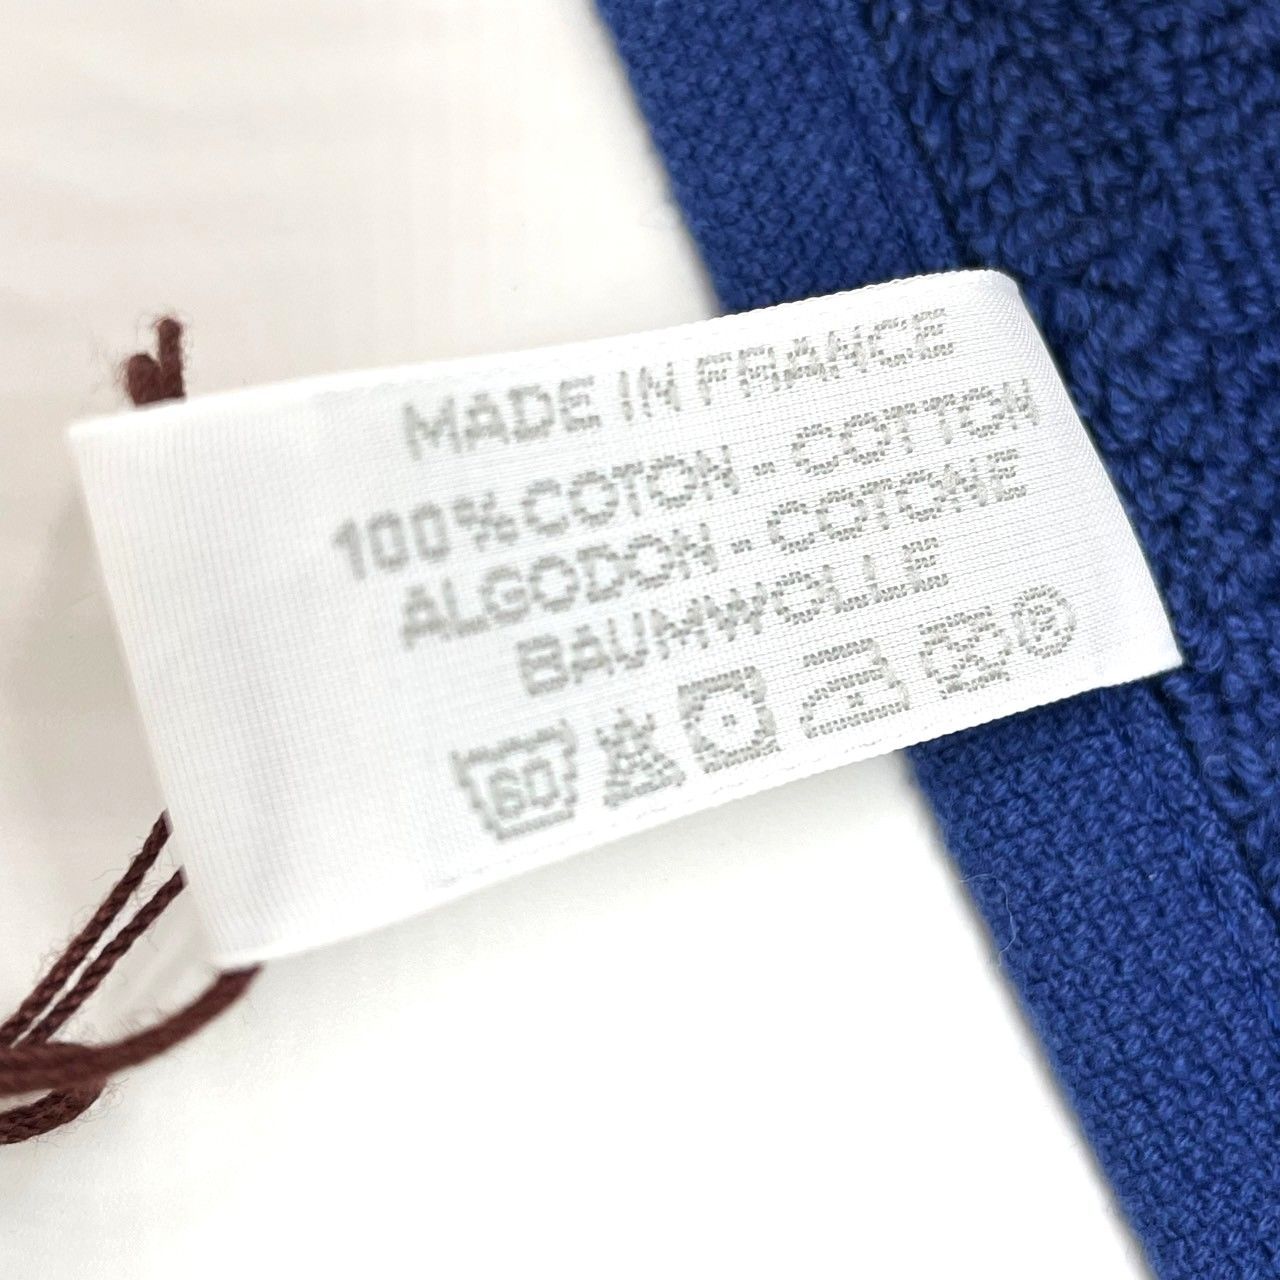 MADE IN FRANCE
100% COTON - COTTON
ALGODON - COTONE
BAUMWOLLE
60 P